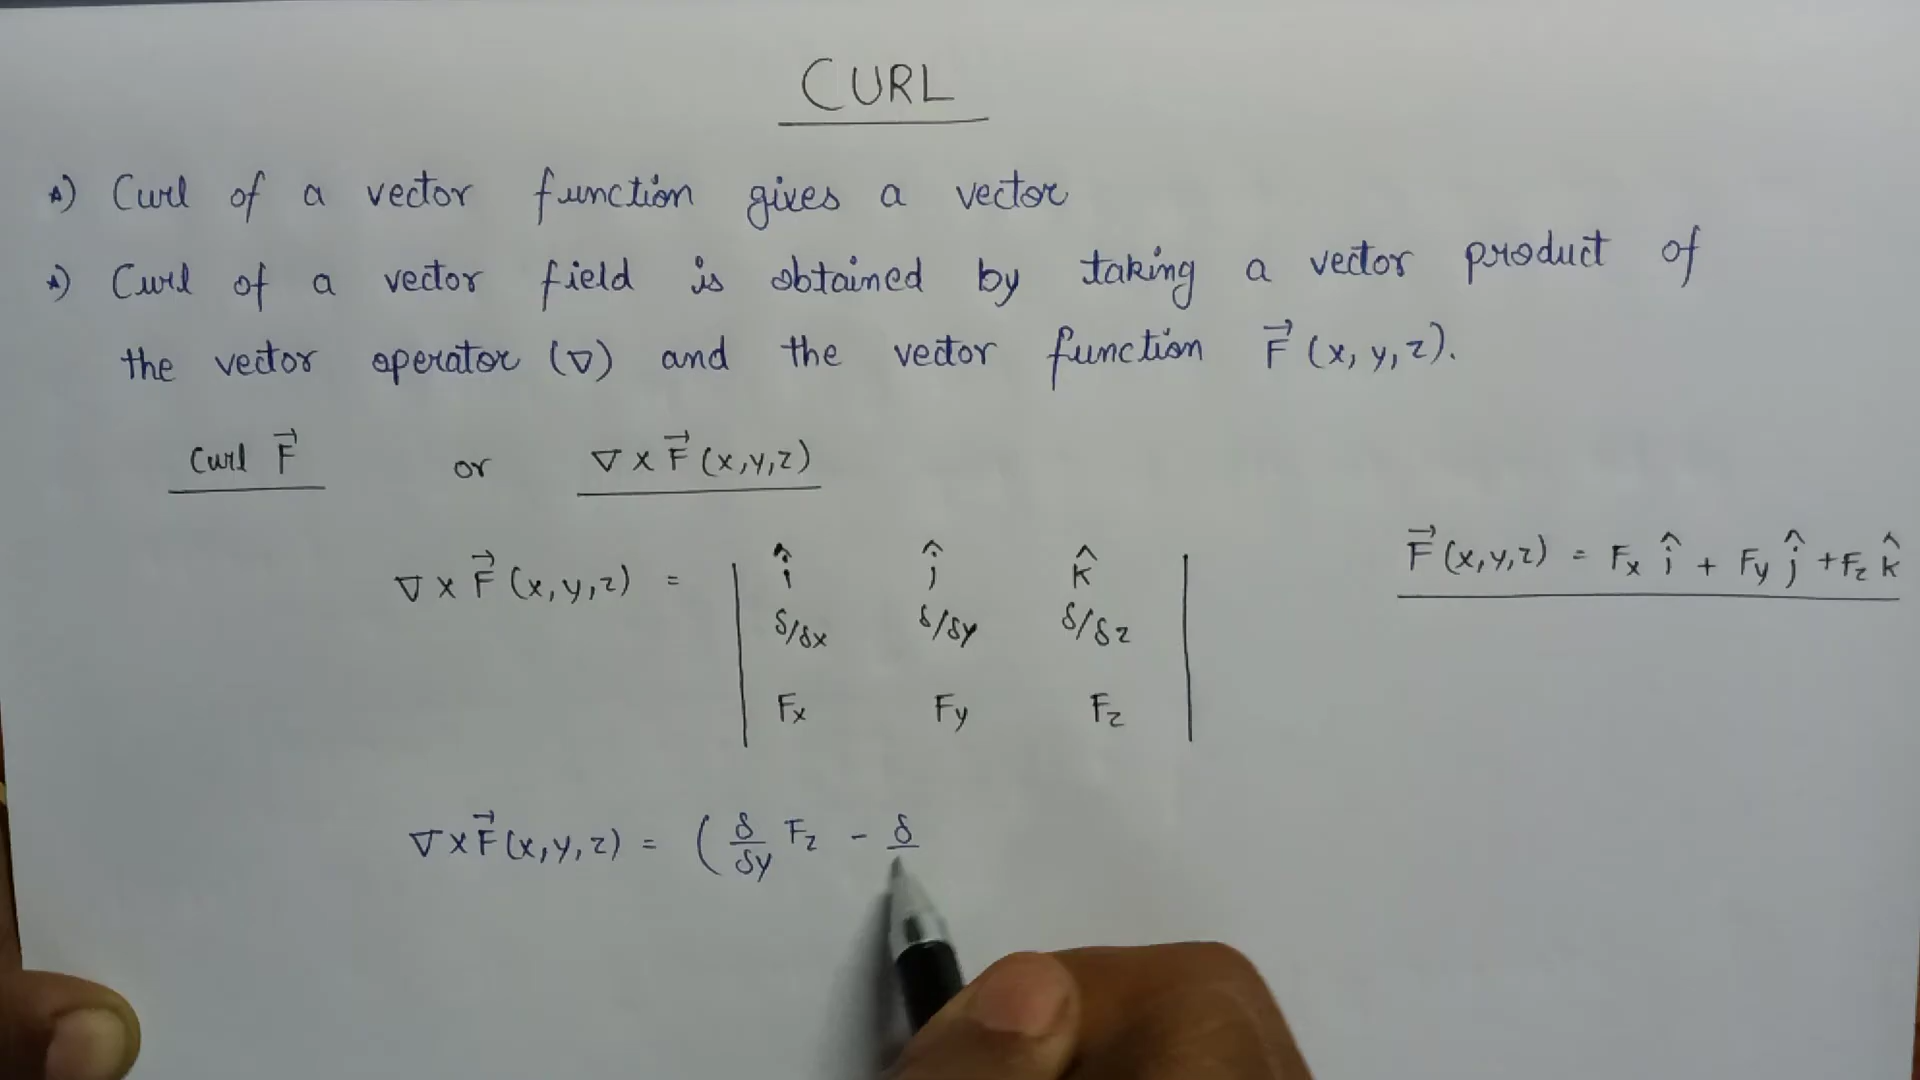 CURL
*) Curl of a vector function gives a vector
*) Curl of a vector field is obtained by taking a vector product of
the vector operator (∇) and the vector function F⃗ (x, y, z).
Curl F⃗ or ∇ × F⃗ (x,y,z)
∇ × F⃗ (x,y,z) = | î ĵ k̂ |
F⃗ (x,y,z) = Fx î + Fy ĵ + Fz k̂
δ/δx δ/δy δ/δz
Fx Fy Fz
∇ × F⃗ (x,y,z) = ( δ/δy Fz - δ